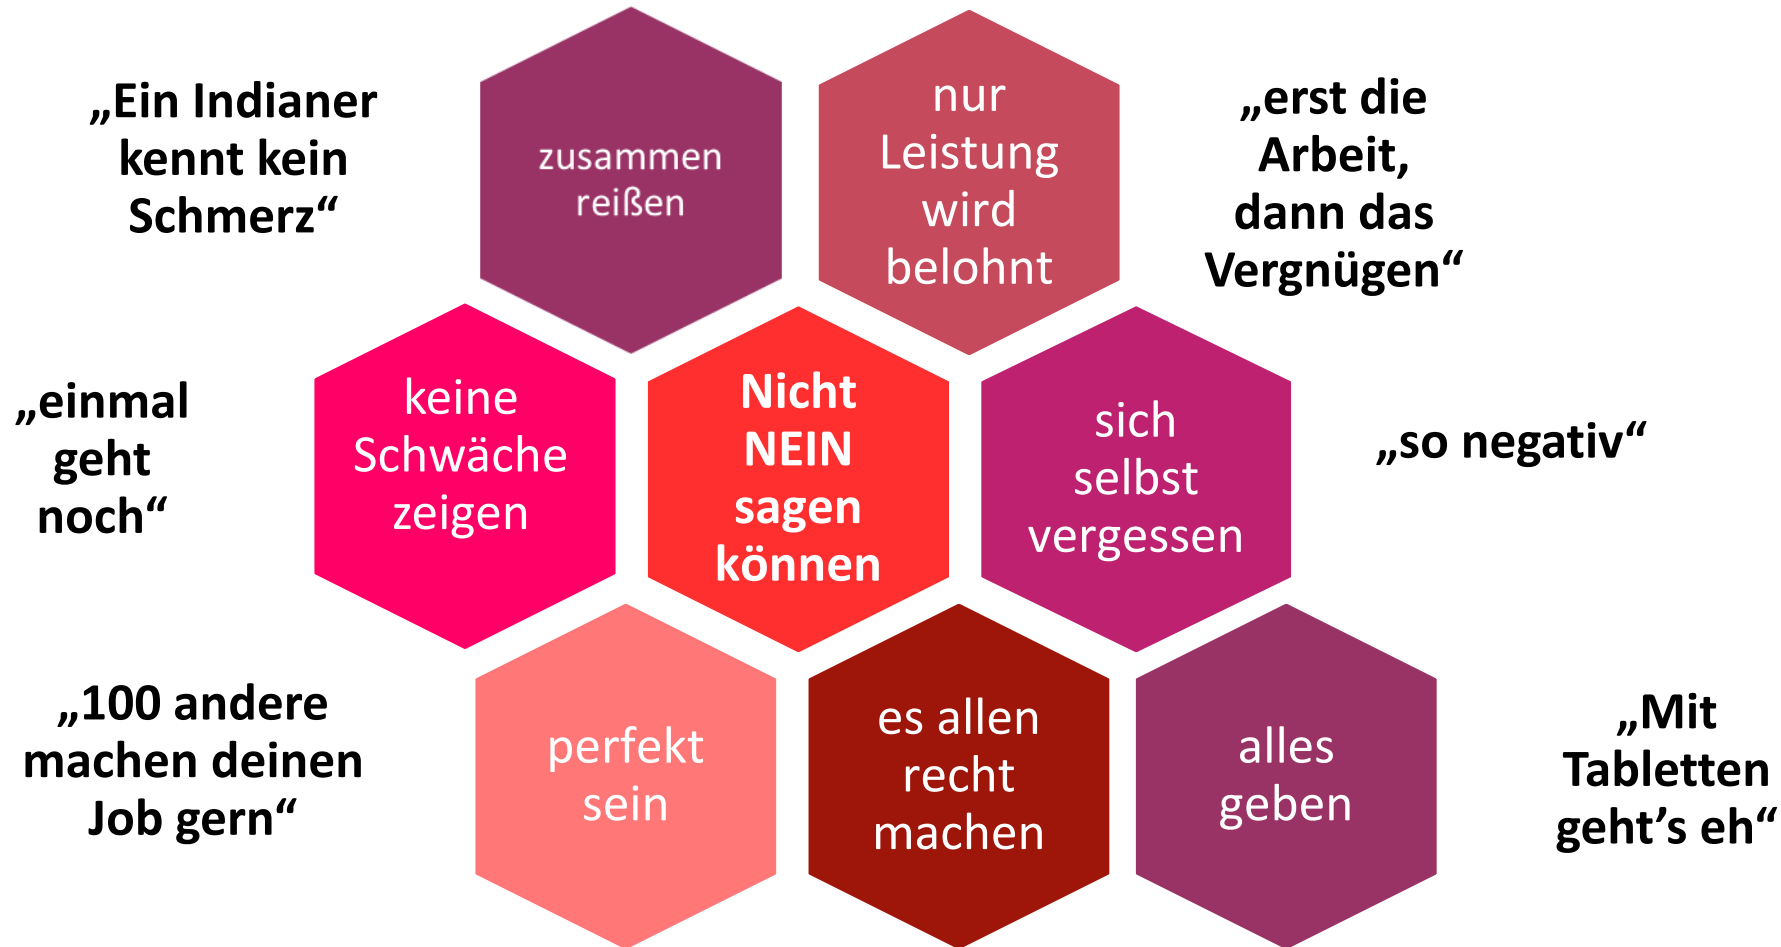 „Ein Indianer
kennt kein
Schmerz“
zusammen
reißen
nur
Leistung
wird
belohnt
„erst die
Arbeit,
dann das
Vergnügen“
„einmal
geht
noch“
keine
Schwäche
zeigen
Nicht
NEIN
sagen
können
sich
selbst
vergessen
„so negativ“
„100 andere
machen deinen
Job gern“
perfekt
sein
es allen
recht
machen
alles
geben
„Mit
Tabletten
geht’s eh“